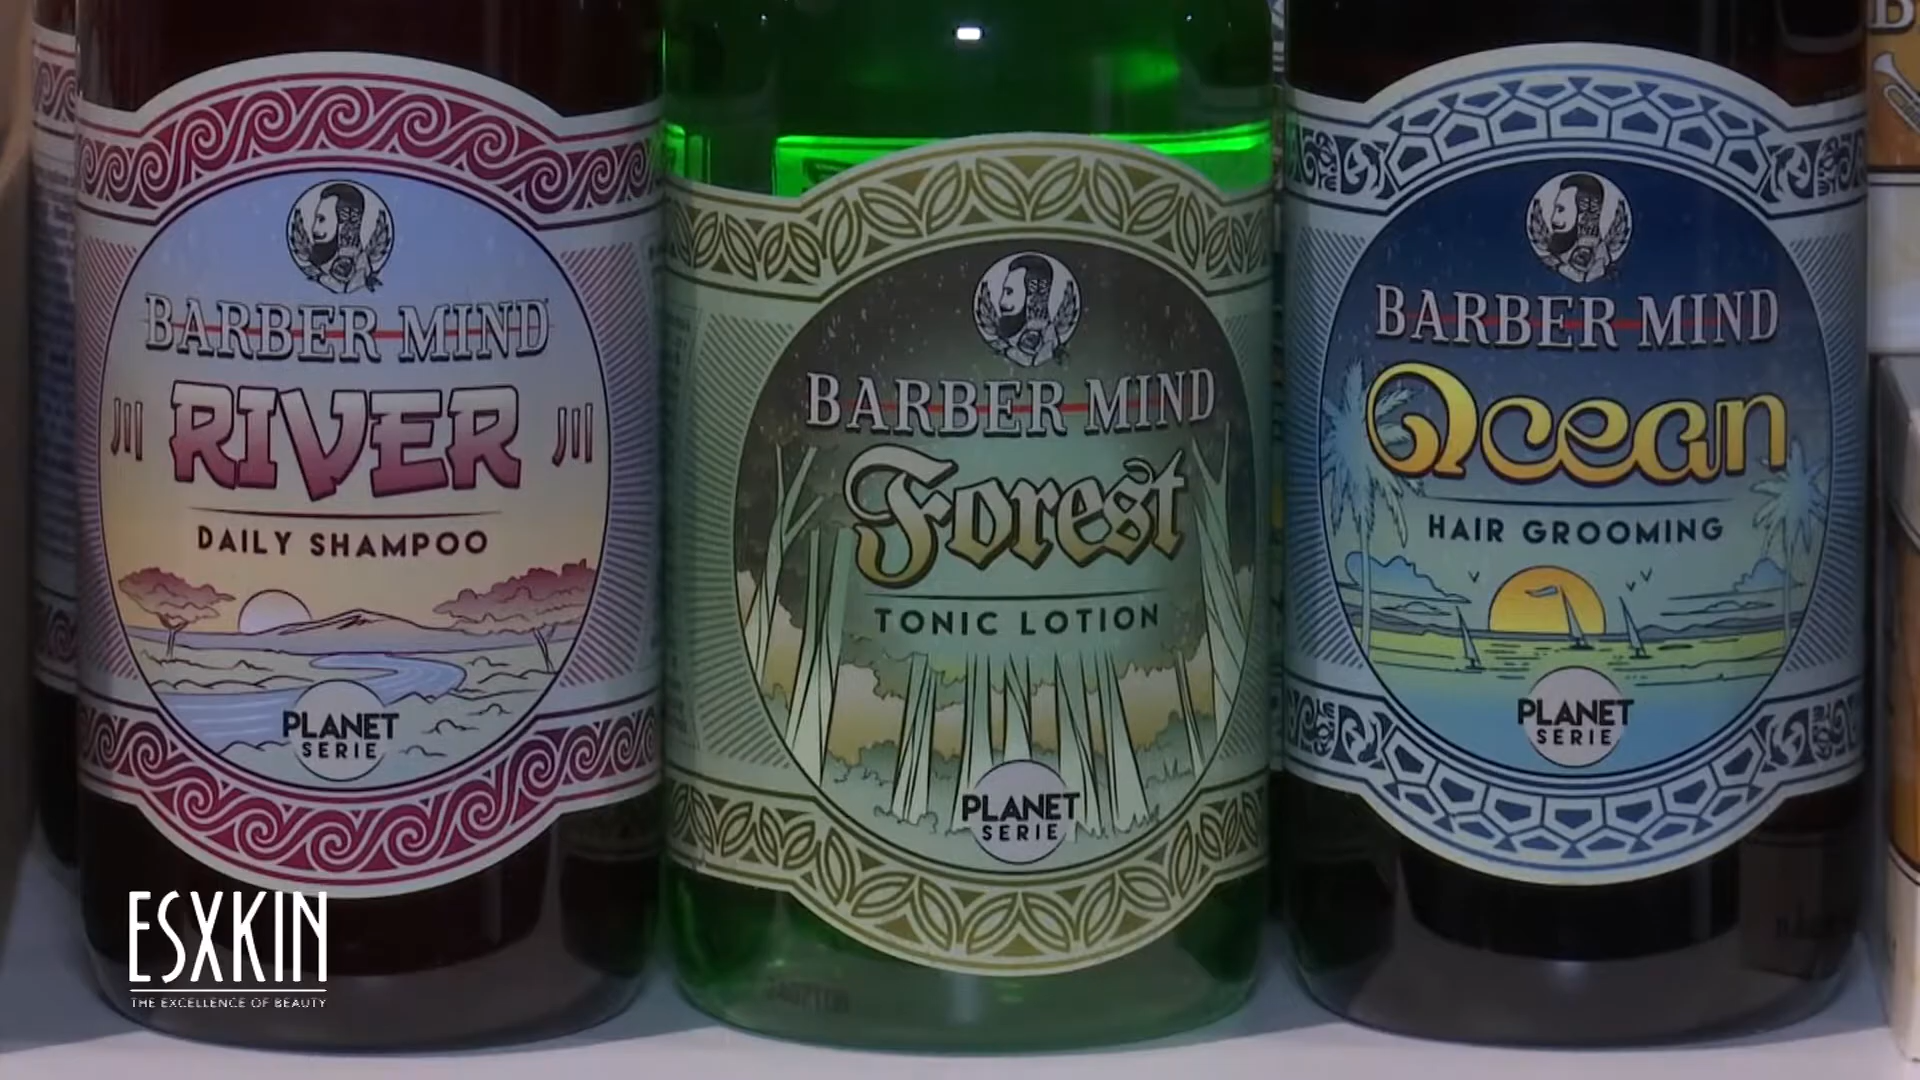 BARBER MIND
RIVER
DAILY SHAMPOO
PLANET
SERIE
BARBER MIND
Forest
TONIC LOTION
PLANET
SERIE
BARBER MIND
Ocean
HAIR GROOMING
PLANET
SERIE
ESXKIN
THE EXCELLENCE OF BEAUTY